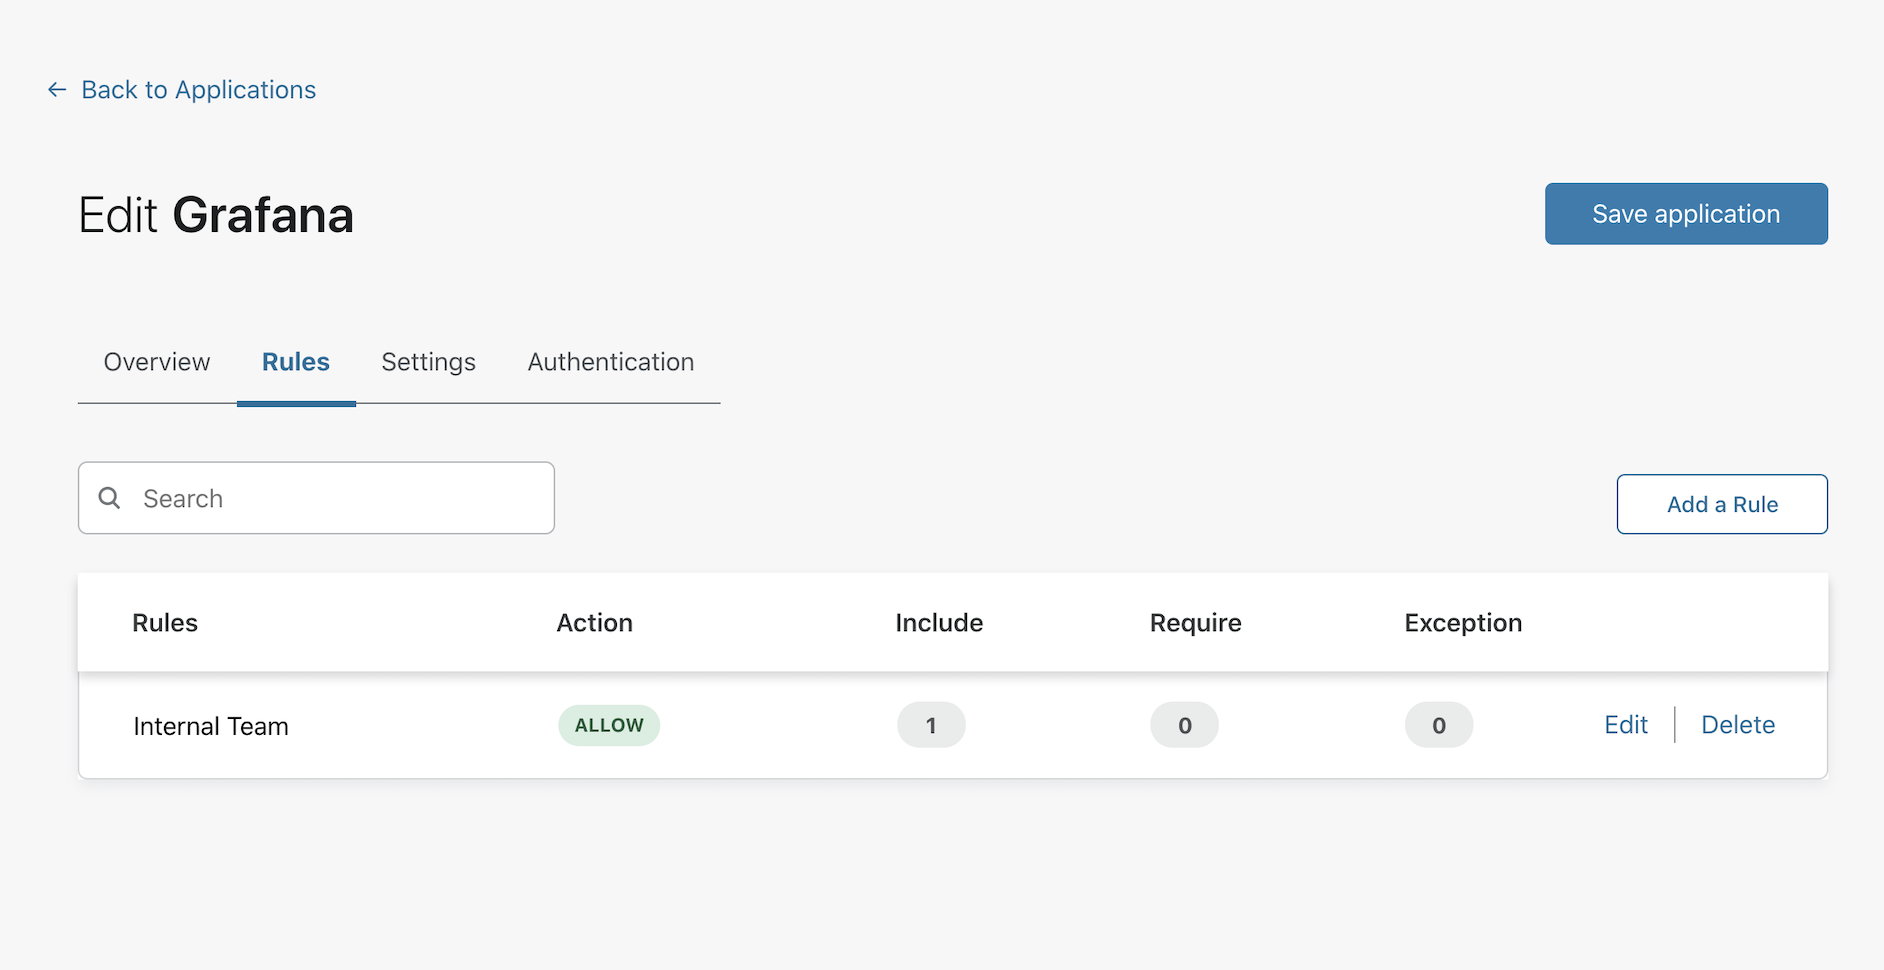 ← Back to Applications
Edit Grafana
Save application
Overview Rules Settings Authentication
Search
Add a Rule
Rules Action Include Require Exception
Internal Team ALLOW 1 0 0 Edit Delete